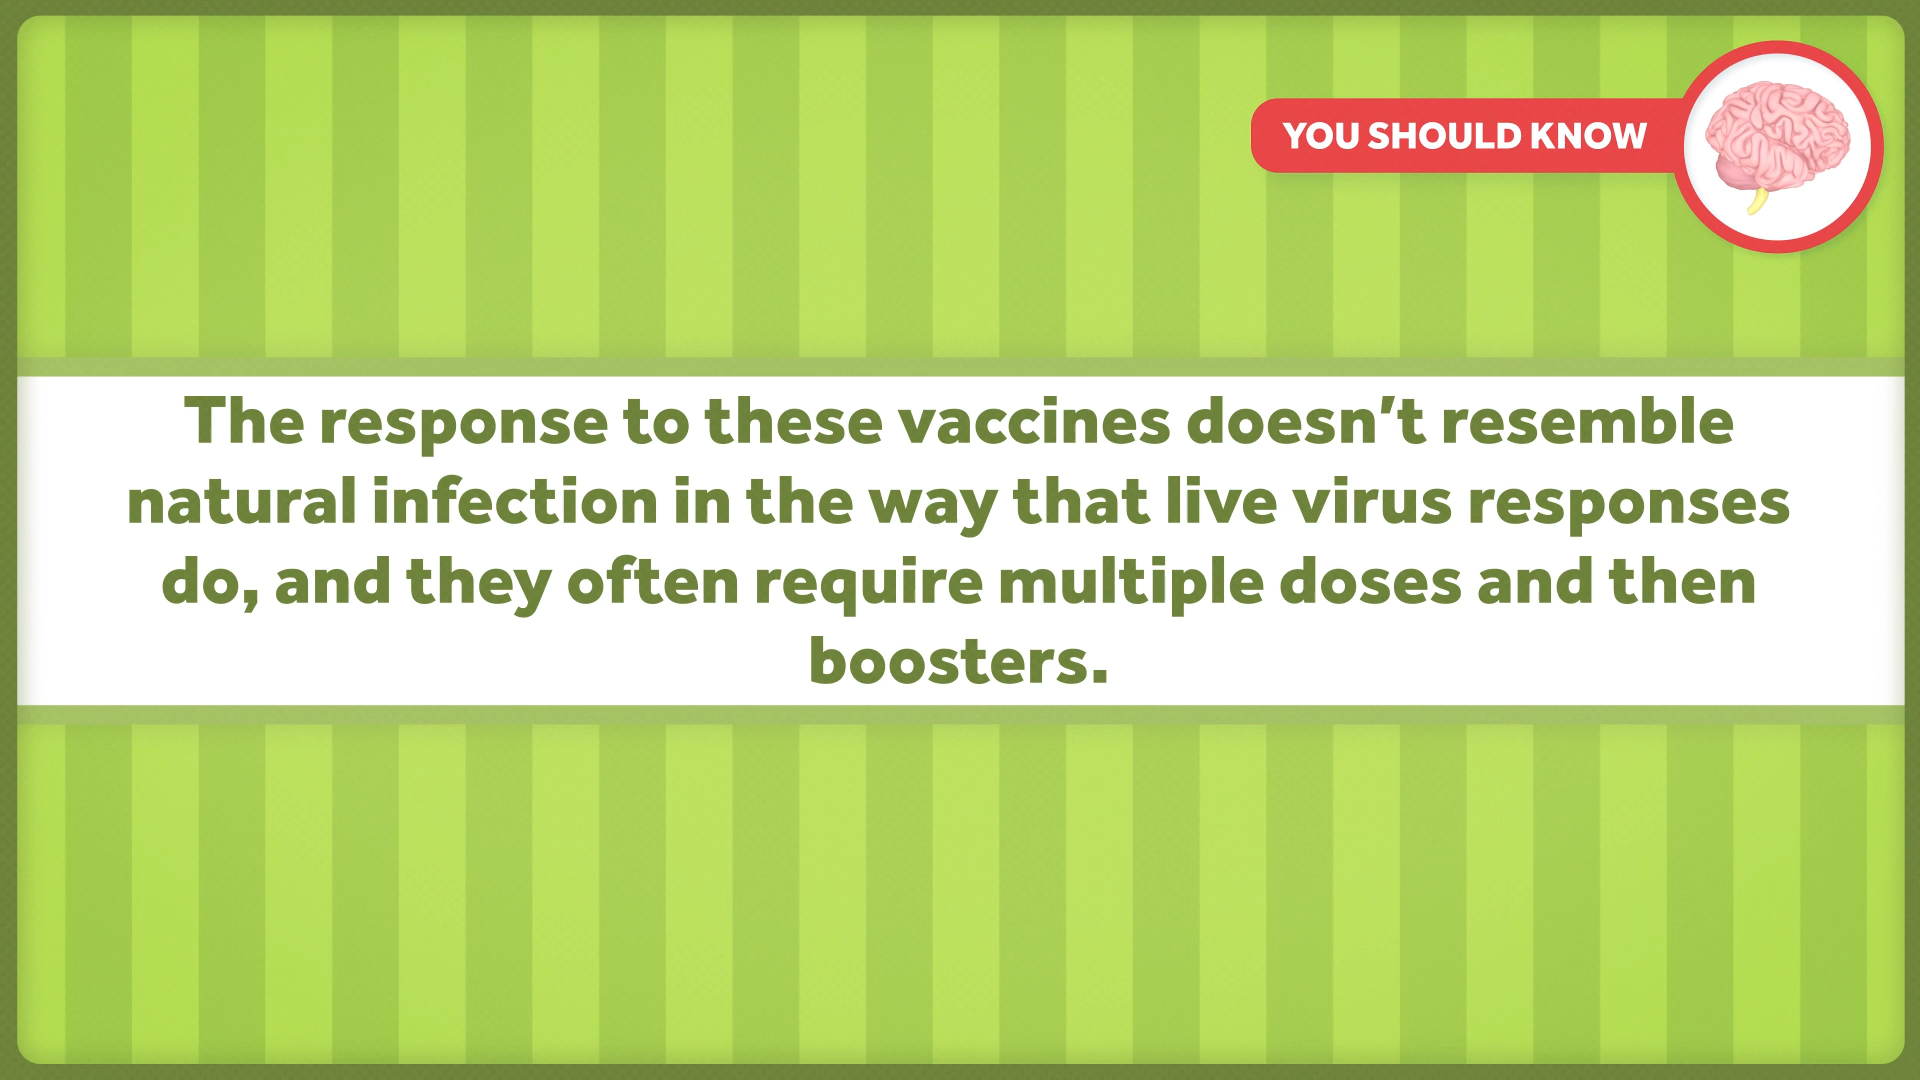 YOU SHOULD KNOW
The response to these vaccines doesn't resemble
natural infection in the way that live virus responses
do, and they often require multiple doses and then
boosters.